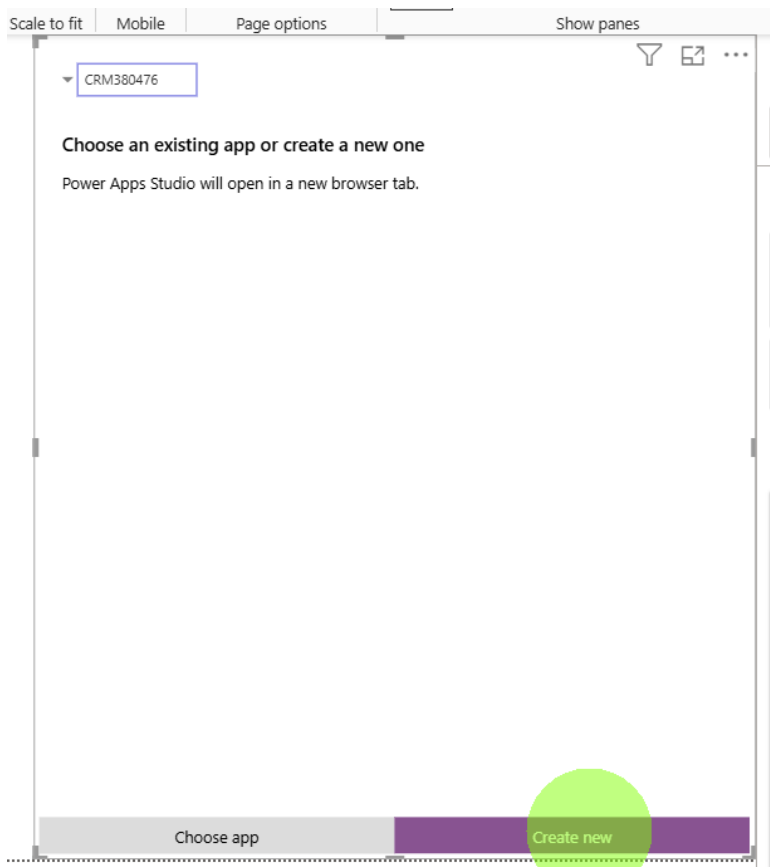 Scale to fit Mobile Page options Show panes
CRM380476
Choose an existing app or create a new one
Power Apps Studio will open in a new browser tab.
Choose app Create new